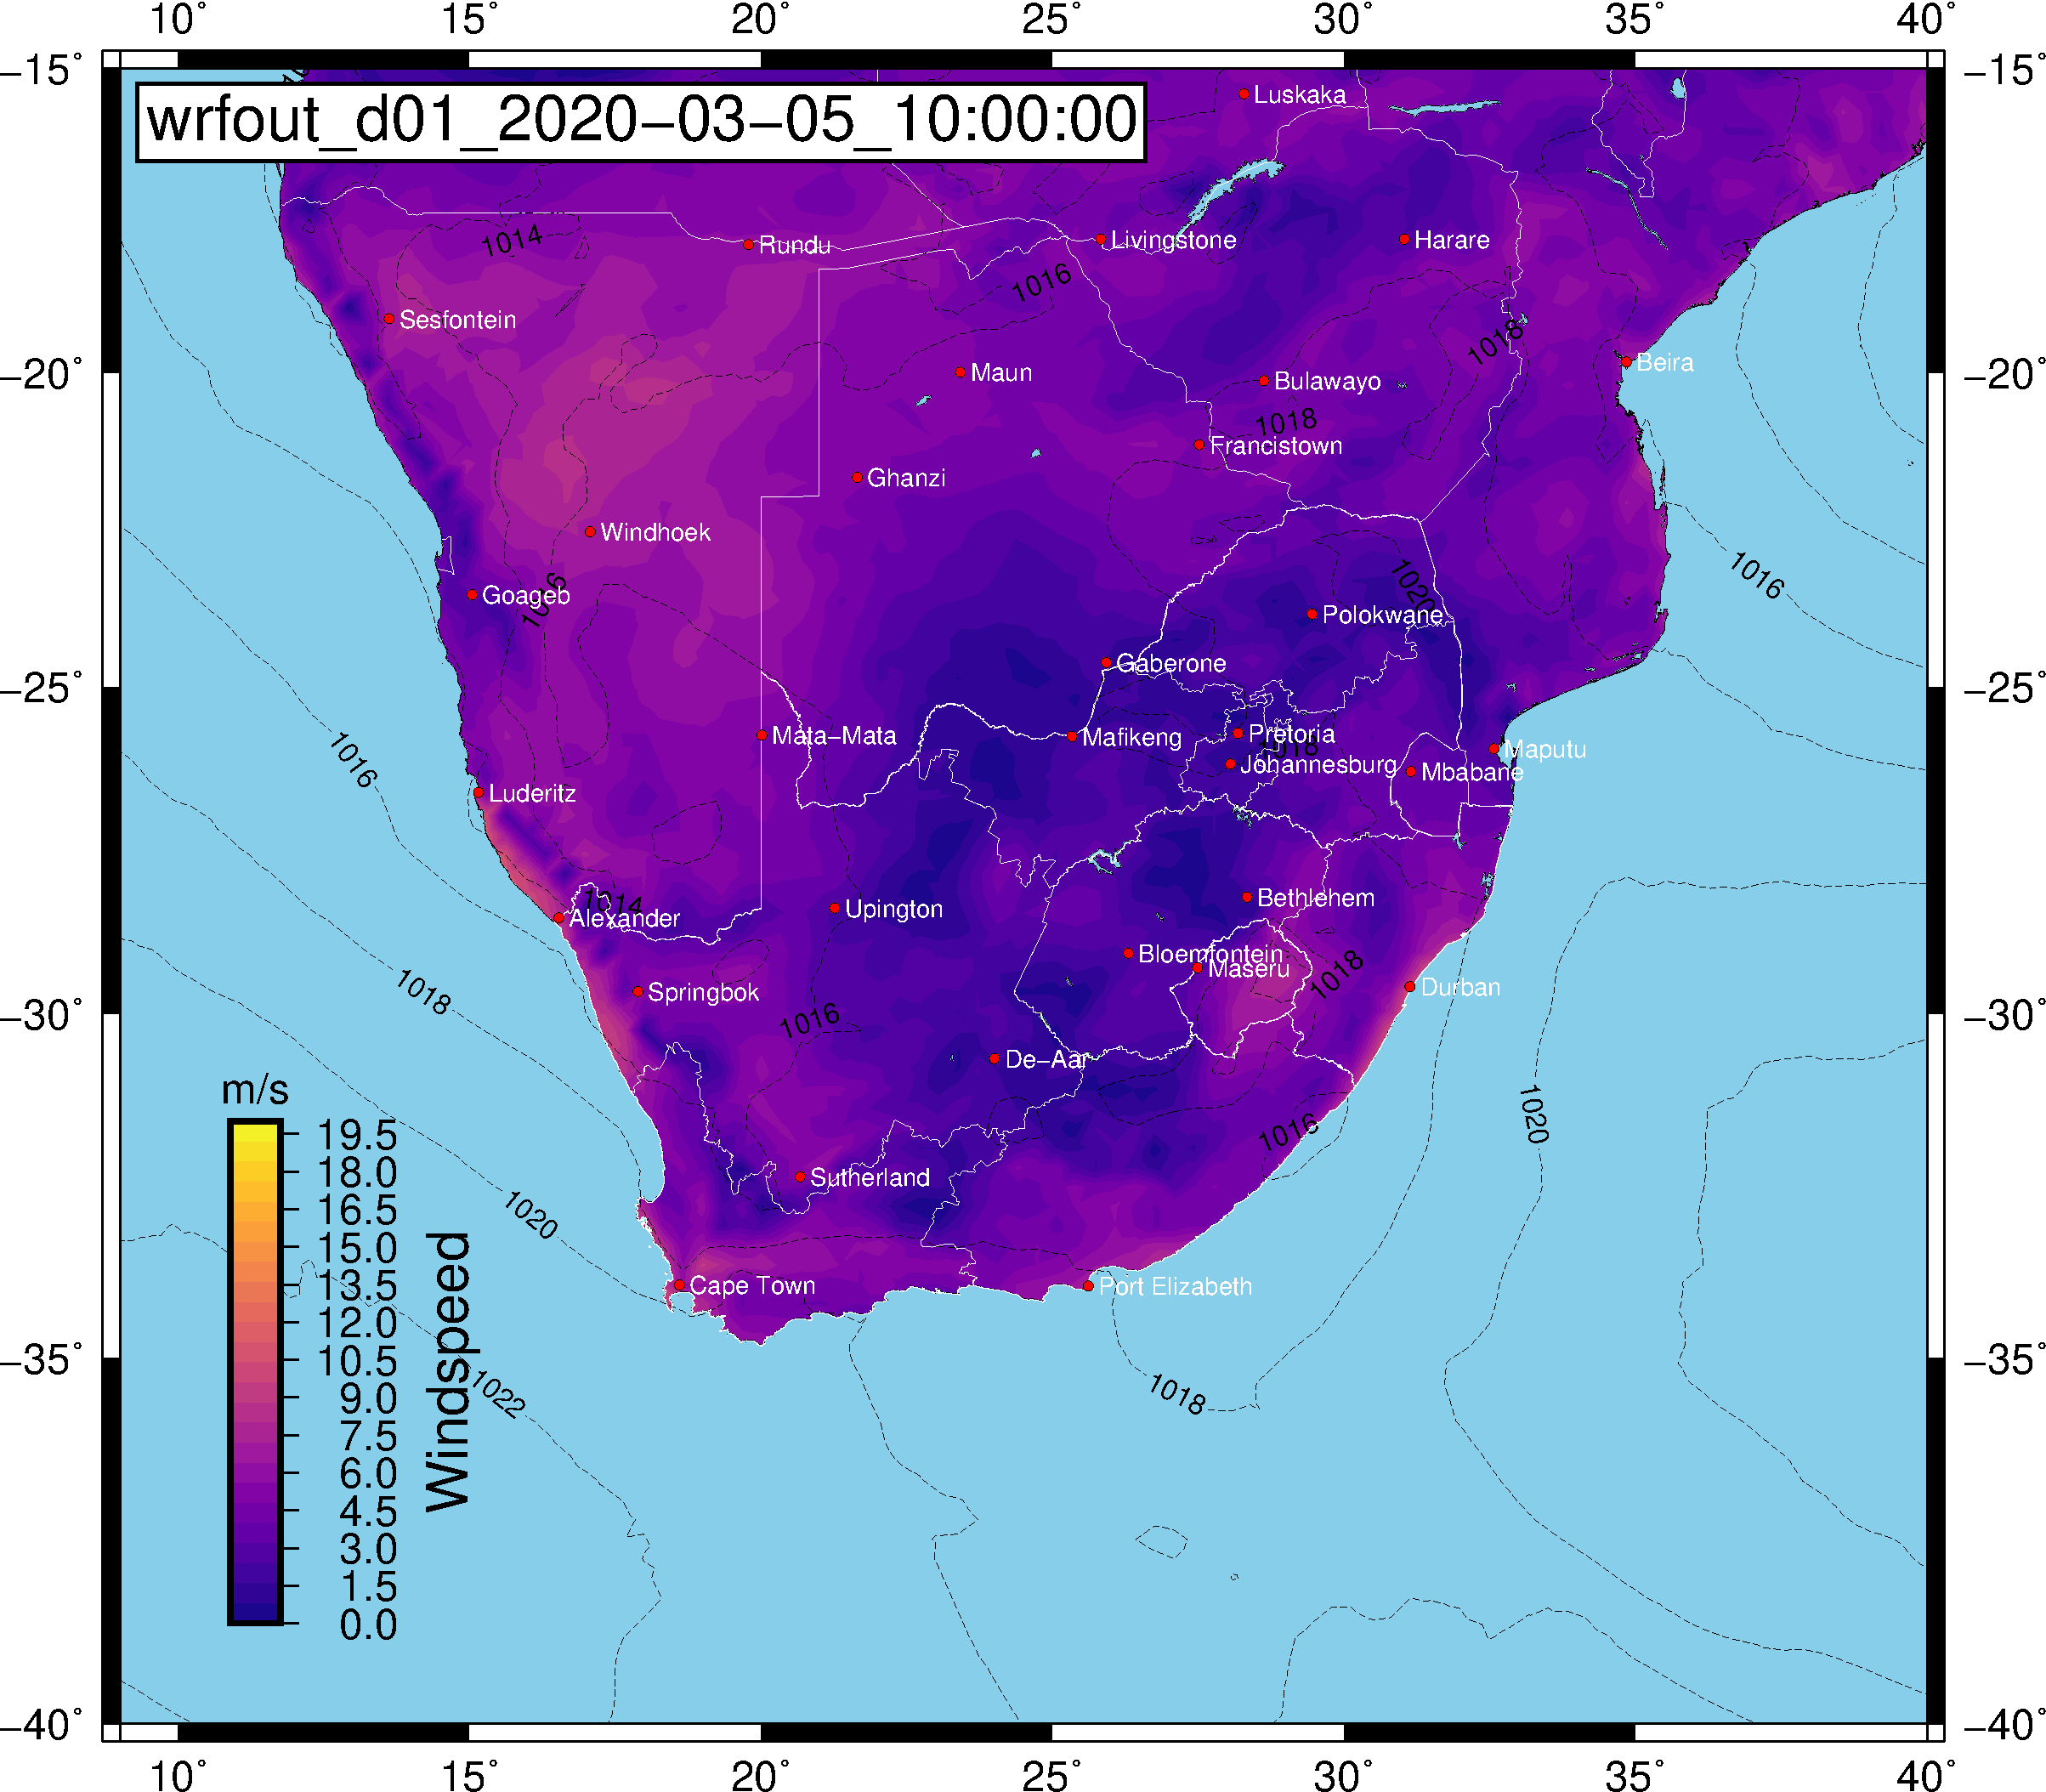 10° 15° 20° 25° 30° 35° 40°
−15° −15°
wrfout_d01_2020−03−05_10:00:00
Luskaka
1014
Rundu
Livingstone
Harare
1016
Sesfontein
1018
Beira
−20° −20°
Maun
Bulawayo
1018
Francistown
Ghanzi
Windhoek
1016
1016
1020
Goageb
Polokwane
Gaberone
−25° −25°
Mata−Mata
Mafikeng
Pretoria
1018
Johannesburg
Mbabane
Maputu
1016
Luderitz
1014
Alexander
Upington
Bethlehem
Bloemfontein
Maseru
1018
1018
Springbok
Durban
−30° −30°
1016
De−Aar
1020
1016
Sutherland
1020
Cape Town
Port Elizabeth
−35° −35°
1022
1018
m/s
19.5
18.0
16.5
15.0
13.5
12.0
10.5
9.0
7.5
6.0
4.5
3.0
1.5
0.0
Windspeed
−40° −40°
10° 15° 20° 25° 30° 35° 40°